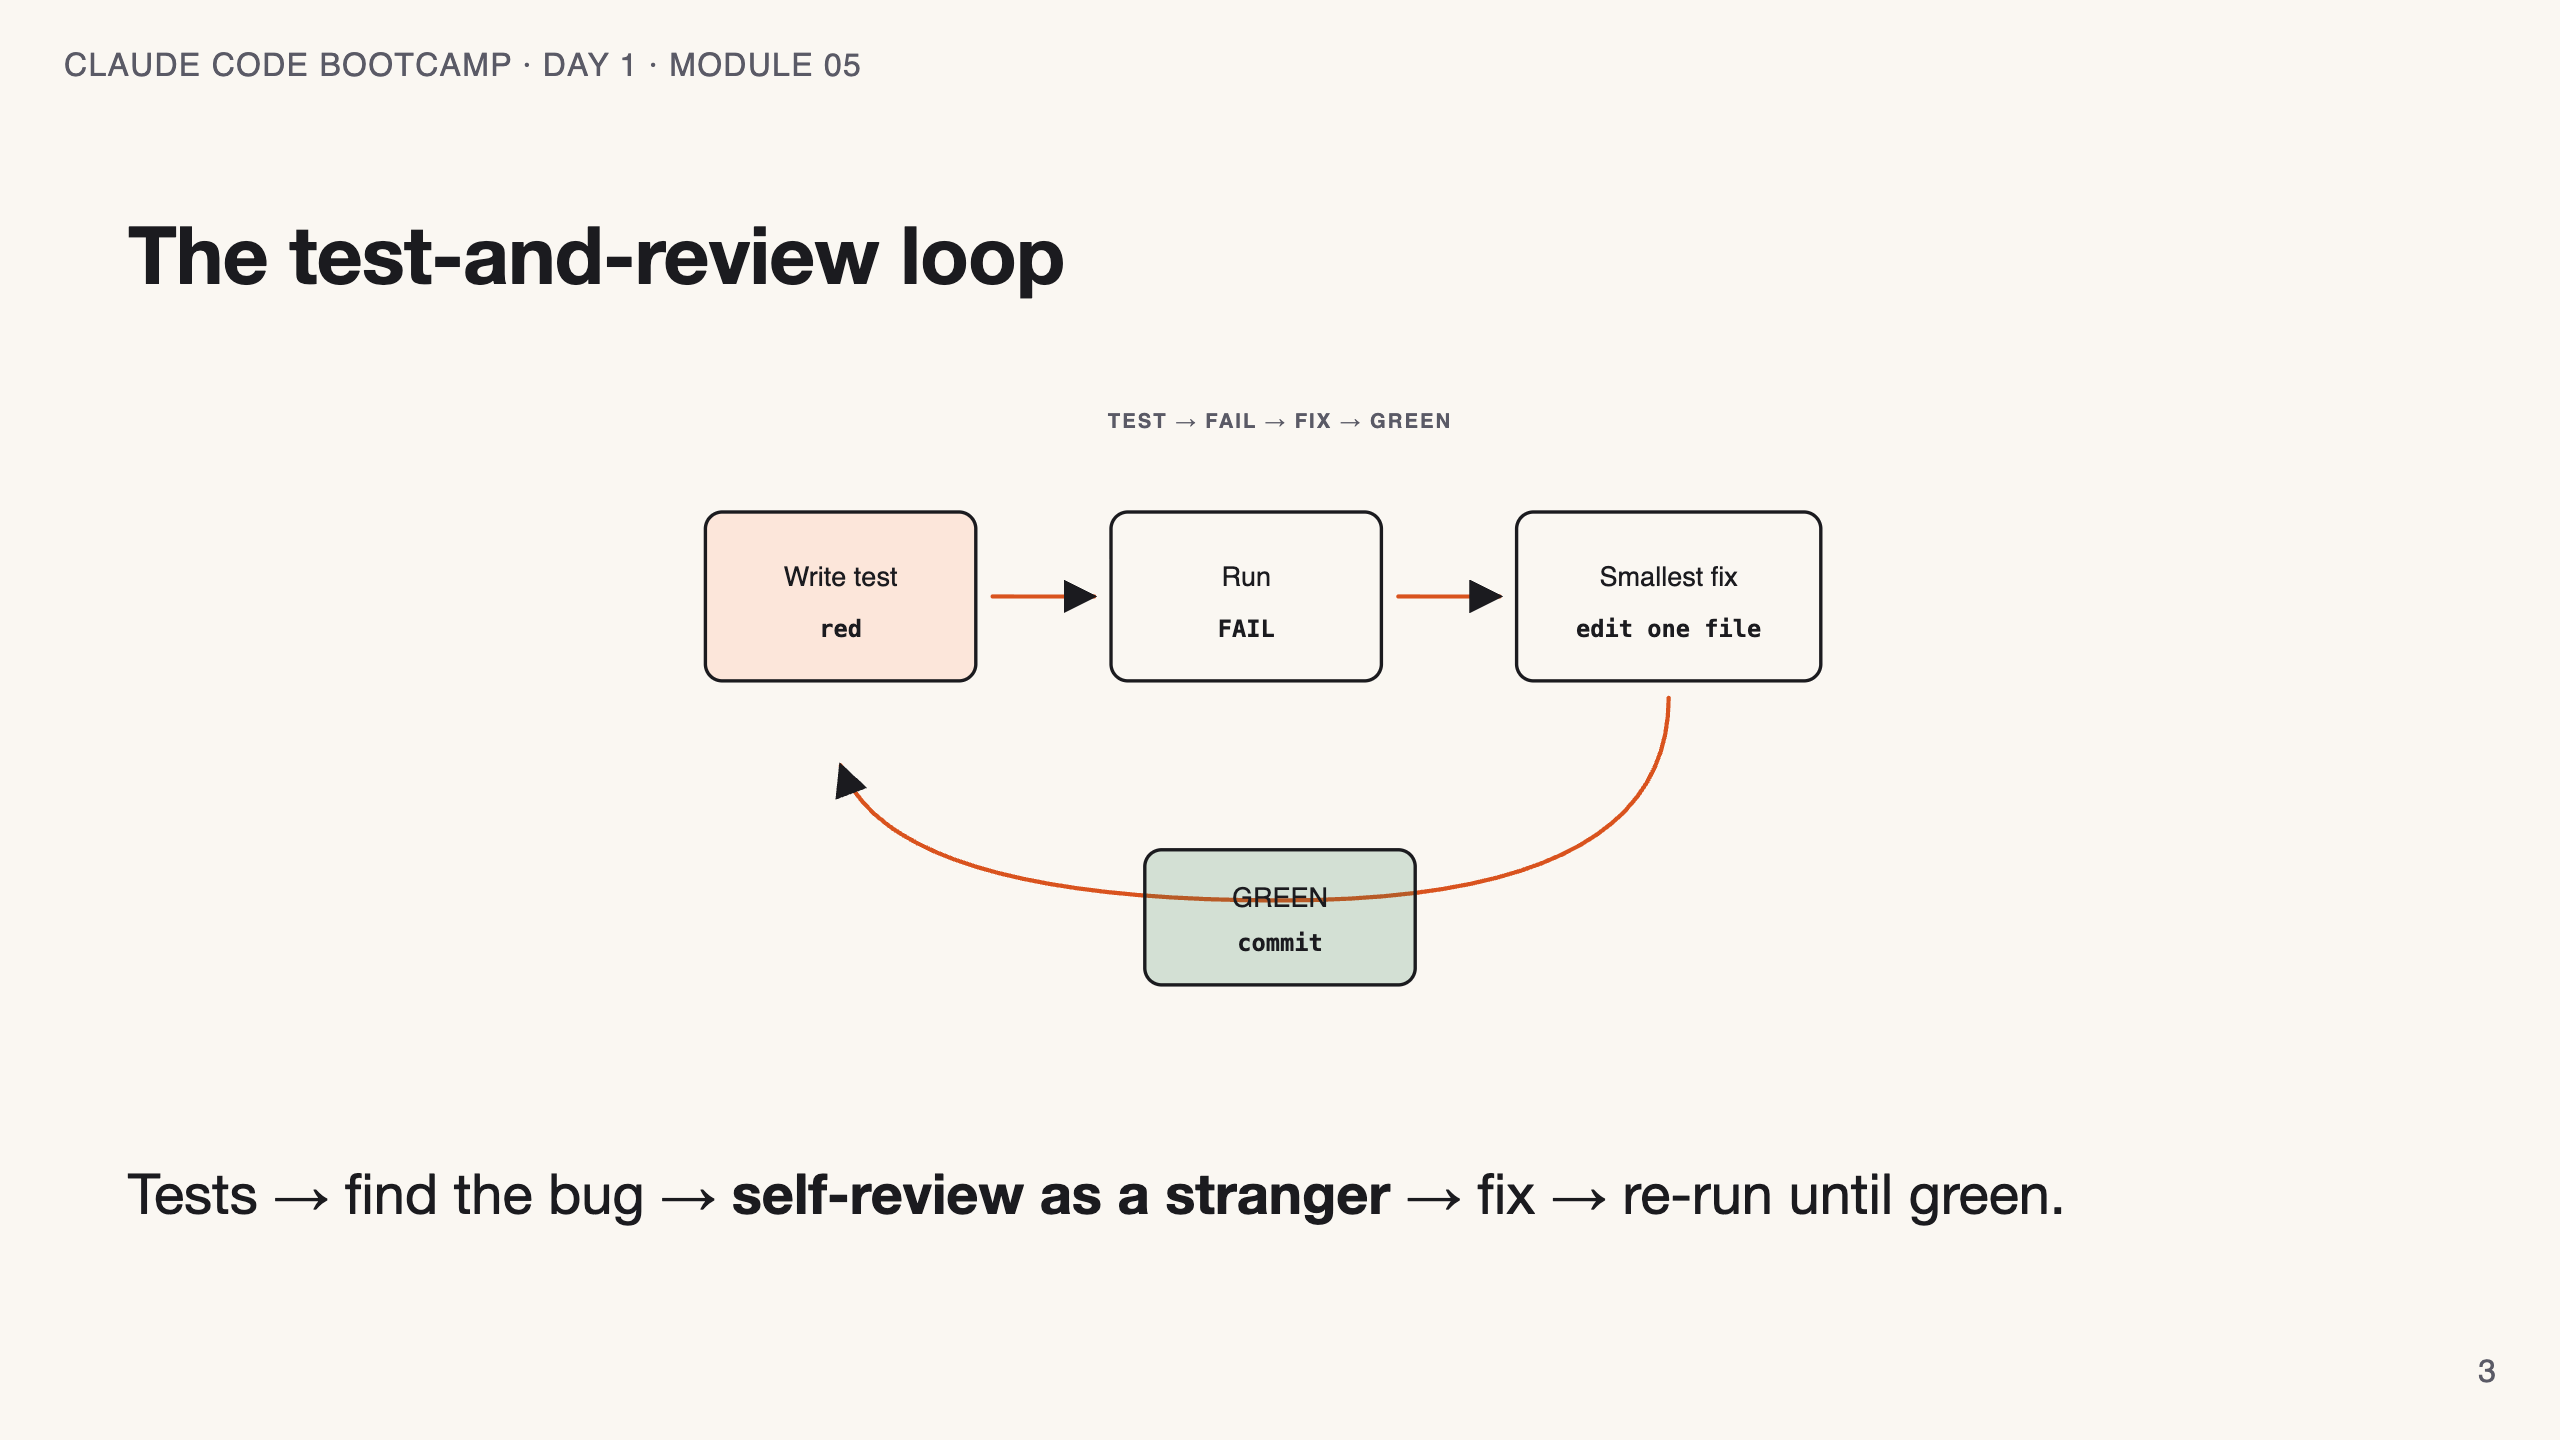 CLAUDE CODE BOOTCAMP · DAY 1 · MODULE 05
The test-and-review loop
TEST → FAIL → FIX → GREEN
Write test
red
Run
FAIL
Smallest fix
edit one file
GREEN
commit
Tests → find the bug → self-review as a stranger → fix → re-run until green.
3